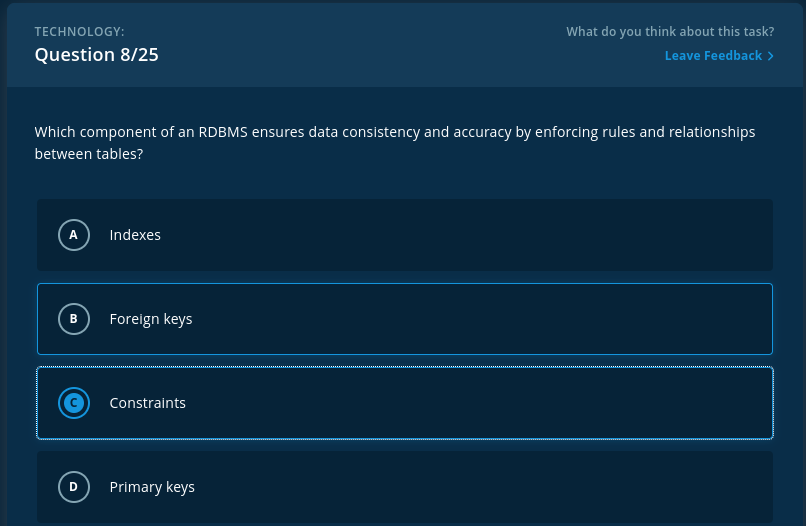 TECHNOLOGY:
What do you think about this task?
Question 8/25
Leave Feedback >
Which component of an RDBMS ensures data consistency and accuracy by enforcing rules and relationships
between tables?
A Indexes
B Foreign keys
C Constraints
D Primary keys